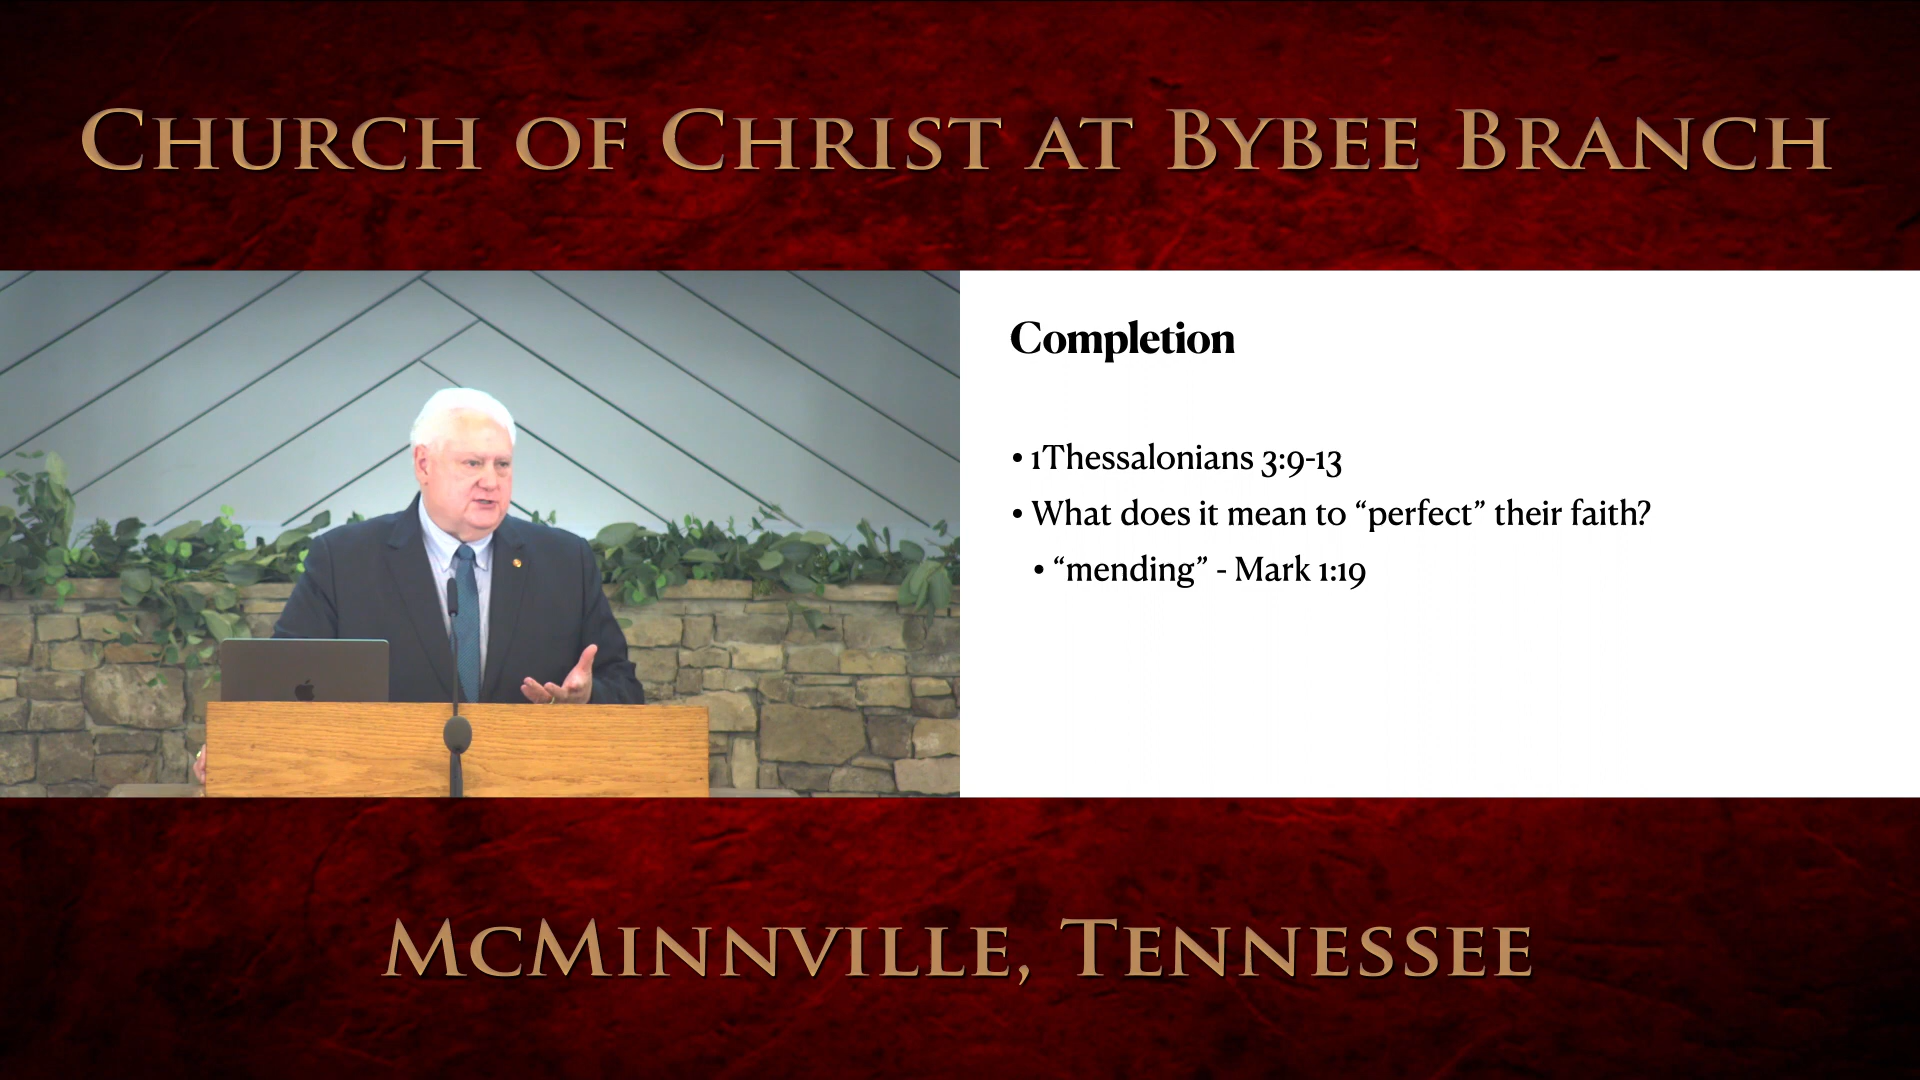 Church of Christ at Bybee Branch
Completion
• 1Thessalonians 3:9-13
• What does it mean to “perfect” their faith?
• “mending” - Mark 1:19
McMinnville, Tennessee